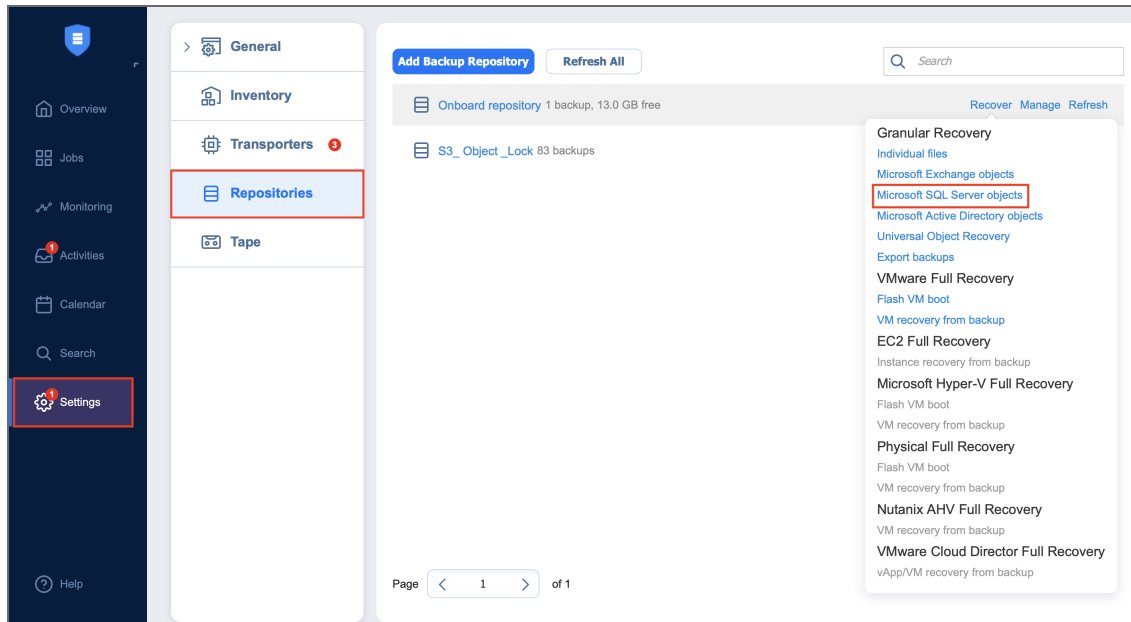 Overview
Jobs
Monitoring
1
Activities
Calendar
Search
1
Settings
Help
General
Inventory
Transporters 3
Repositories
Tape
Add Backup Repository Refresh All Search
Onboard repository 1 backup, 13.0 GB free Recover Manage Refresh
S3_ Object _Lock 83 backups
Granular Recovery
Individual files
Microsoft Exchange objects
Microsoft SQL Server objects
Microsoft Active Directory objects
Universal Object Recovery
Export backups
VMware Full Recovery
Flash VM boot
VM recovery from backup
EC2 Full Recovery
Instance recovery from backup
Microsoft Hyper-V Full Recovery
Flash VM boot
VM recovery from backup
Physical Full Recovery
Flash VM boot
VM recovery from backup
Nutanix AHV Full Recovery
VM recovery from backup
VMware Cloud Director Full Recovery
vApp/VM recovery from backup
Page 1 of 1